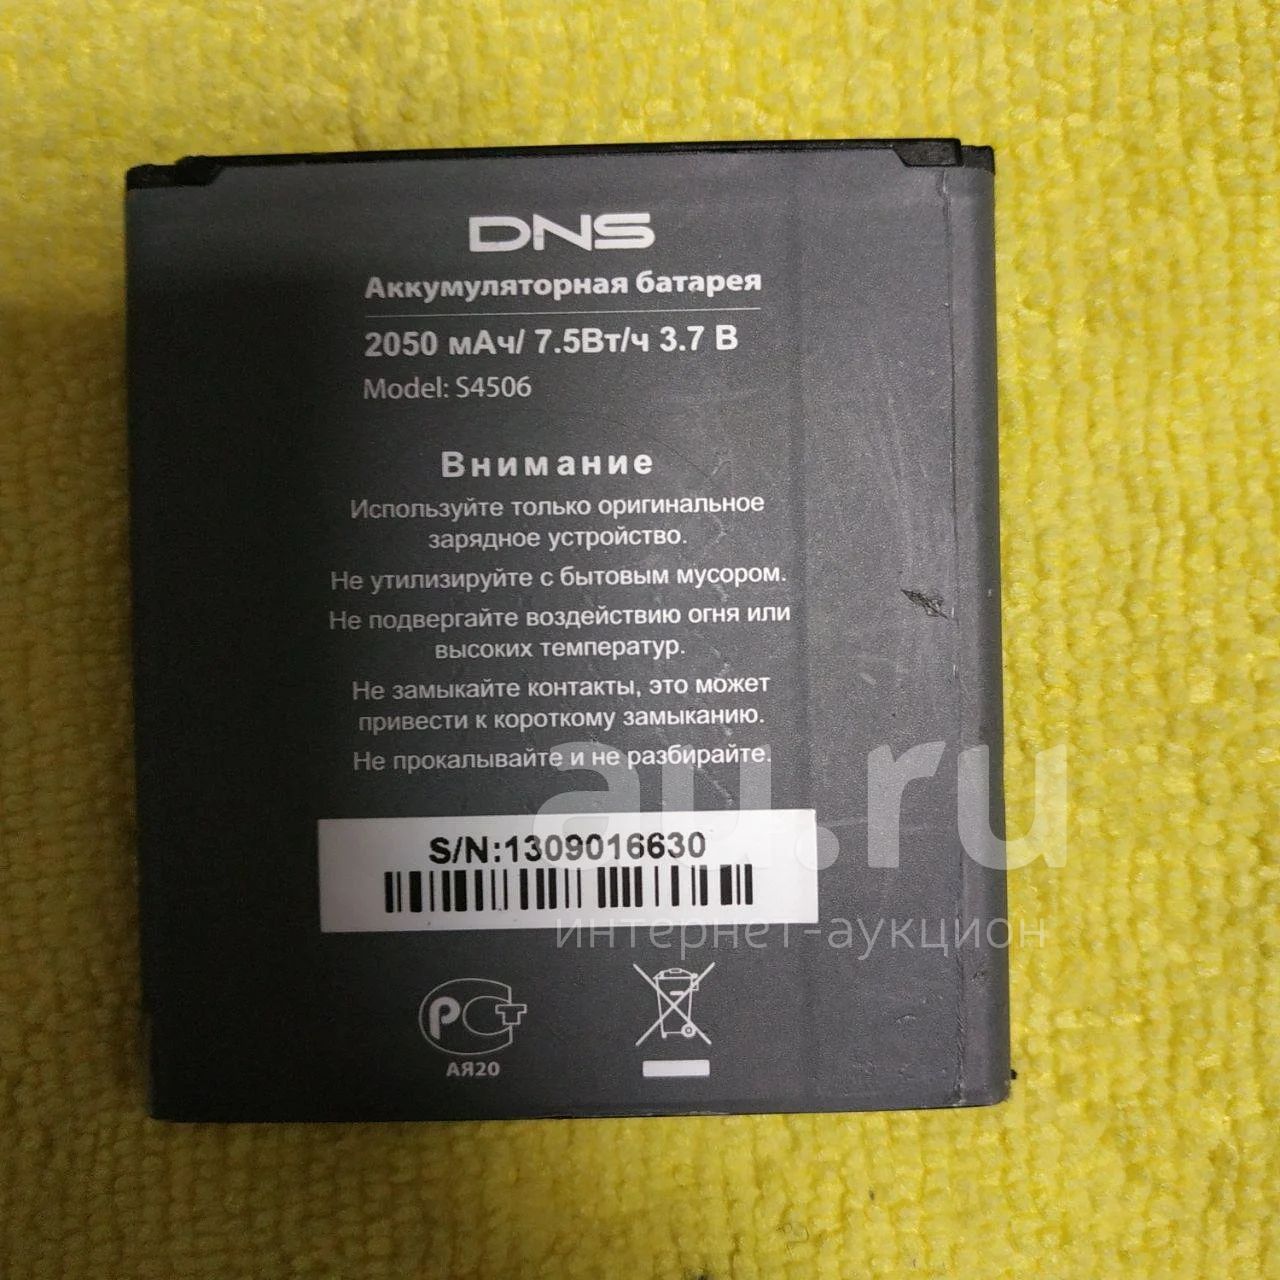 DNS
Аккумуляторная батарея
2050 мАч/ 7.5Вт/ч 3.7 В
Model: S4506
Внимание
Используйте только оригинальное
зарядное устройство.
Не утилизируйте с бытовым мусором.
Не подвергайте воздействию огня или
высоких температур.
Не замыкайте контакты, это может
привести к короткому замыканию.
Не прокалывайте и не разбирайте.
au.ru
S/N:1309016630
интернет-аукцион
РСТ
АЯ20